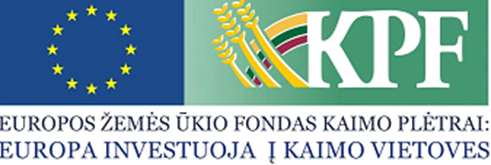 KPF
EUROPOS ŽEMĖS ŪKIO FONDAS KAIMO PLĖTRAI:
EUROPA INVESTUOJA Į KAIMO VIETOVES